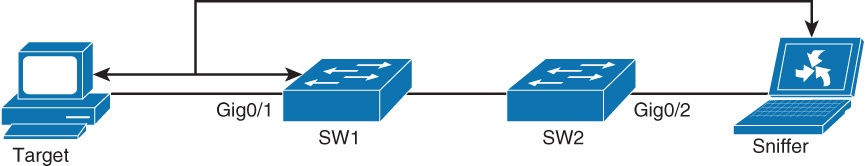 Gig0/1
Gig0/2
SW1
SW2
Sniffer
Target